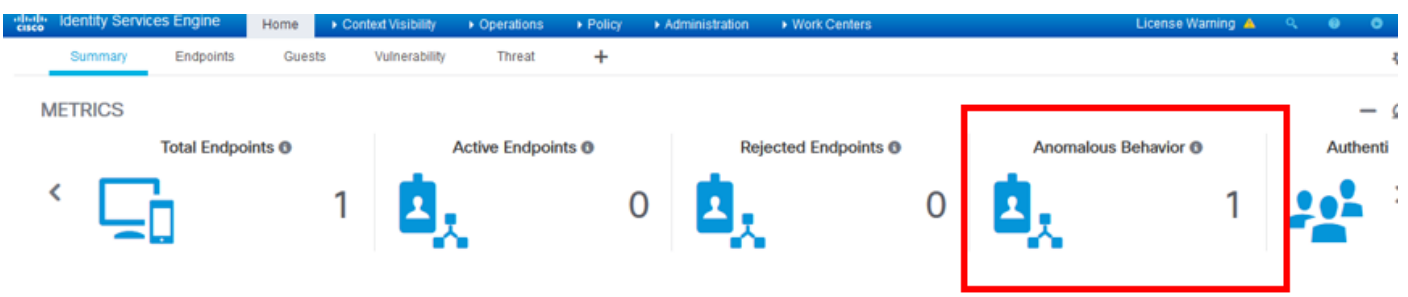 cisco Identity Services Engine Home Context Visibility Operations Policy Administration Work Centers License Warning
Summary Endpoints Guests Vulnerability Threat +
METRICS
Total Endpoints Active Endpoints Rejected Endpoints Anomalous Behavior Authenti
1 0 0 1